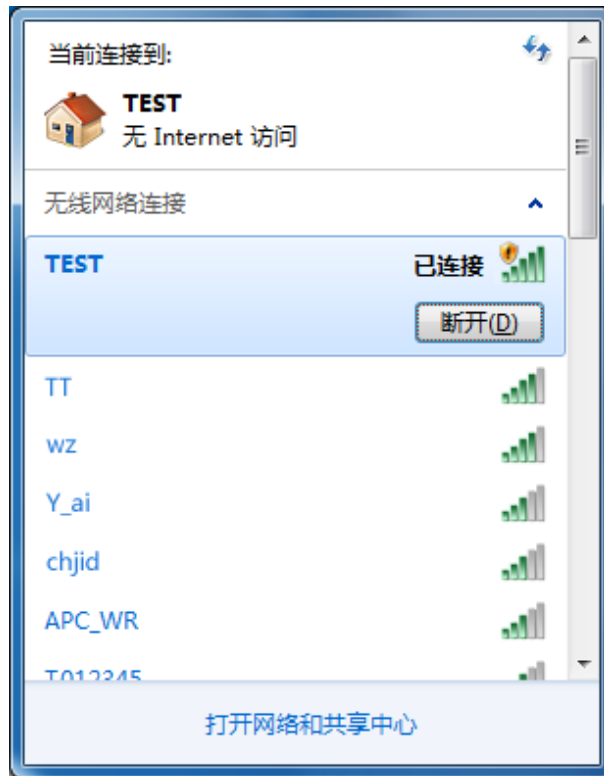 当前连接到:
TEST
无 Internet 访问
无线网络连接
TEST 已连接
断开(D)
TT
wz
Y_ai
chjid
APC_WR
T012345
打开网络和共享中心